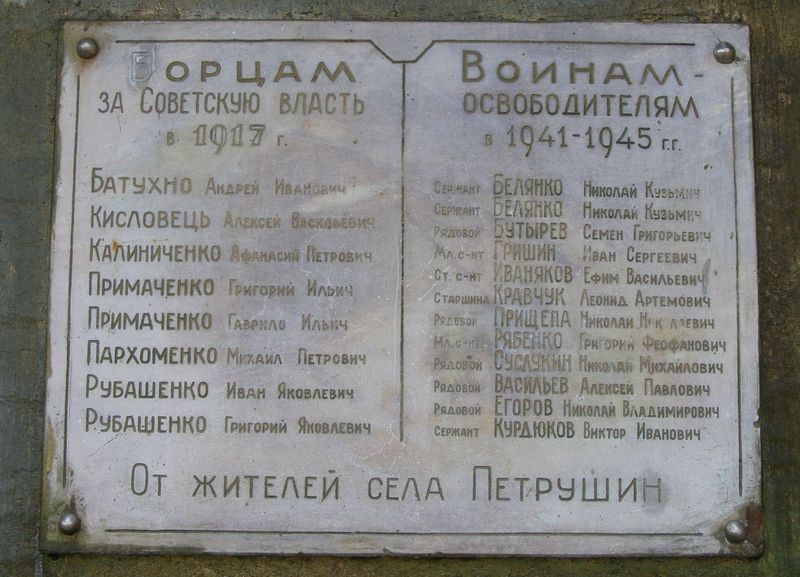 Борцам
за Советскую власть
в 1917 г.
Батухно Андрей Иванович
Кисловець Алексей Васильевич
Калиниченко Афанасий Петрович
Примаченко Григорий Ильич
Примаченко Гаврило Ильич
Пархоменко Михаил Петрович
Рубашенко Иван Яковлевич
Рубашенко Григорий Яковлевич
Воинам-
освободителям
в 1941-1945 г.г.
Сержант Белянко Николай Кузьмич
Сержант Белянко Николай Кузьмич
Рядовой Бутырев Семен Григорьевич
Мл. с-нт Гришин Иван Сергеевич
Ст. с-нт Иваняков Ефим Васильевич
Старшина Кравчук Леонид Артемович
Рядовой Прищепа Николай
Мл. с-нт Рябенко Григорий Феофанович
Рядовой Суслукин Николай Михайлович
Рядовой Васильев Алексей Павлович
Рядовой Егоров Николай Владимирович
Сержант Курдюков Виктор Иванович
От жителей села Петрушин